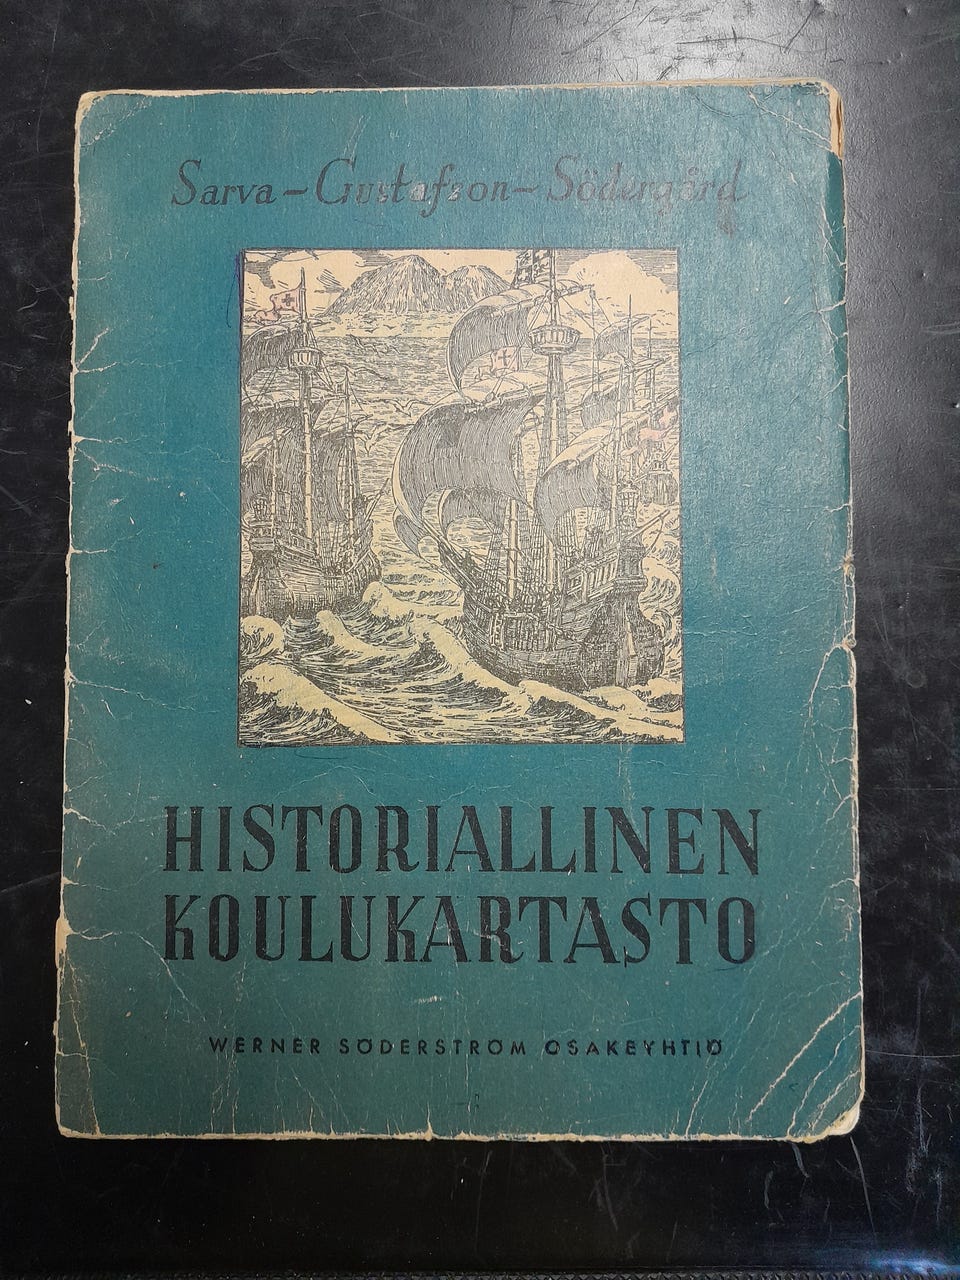 Sarva – Gustafson – Södergård
HISTORIALLINEN
KOULUKARTASTO
WERNER SÖDERSTRÖM OSAKEYHTIÖ